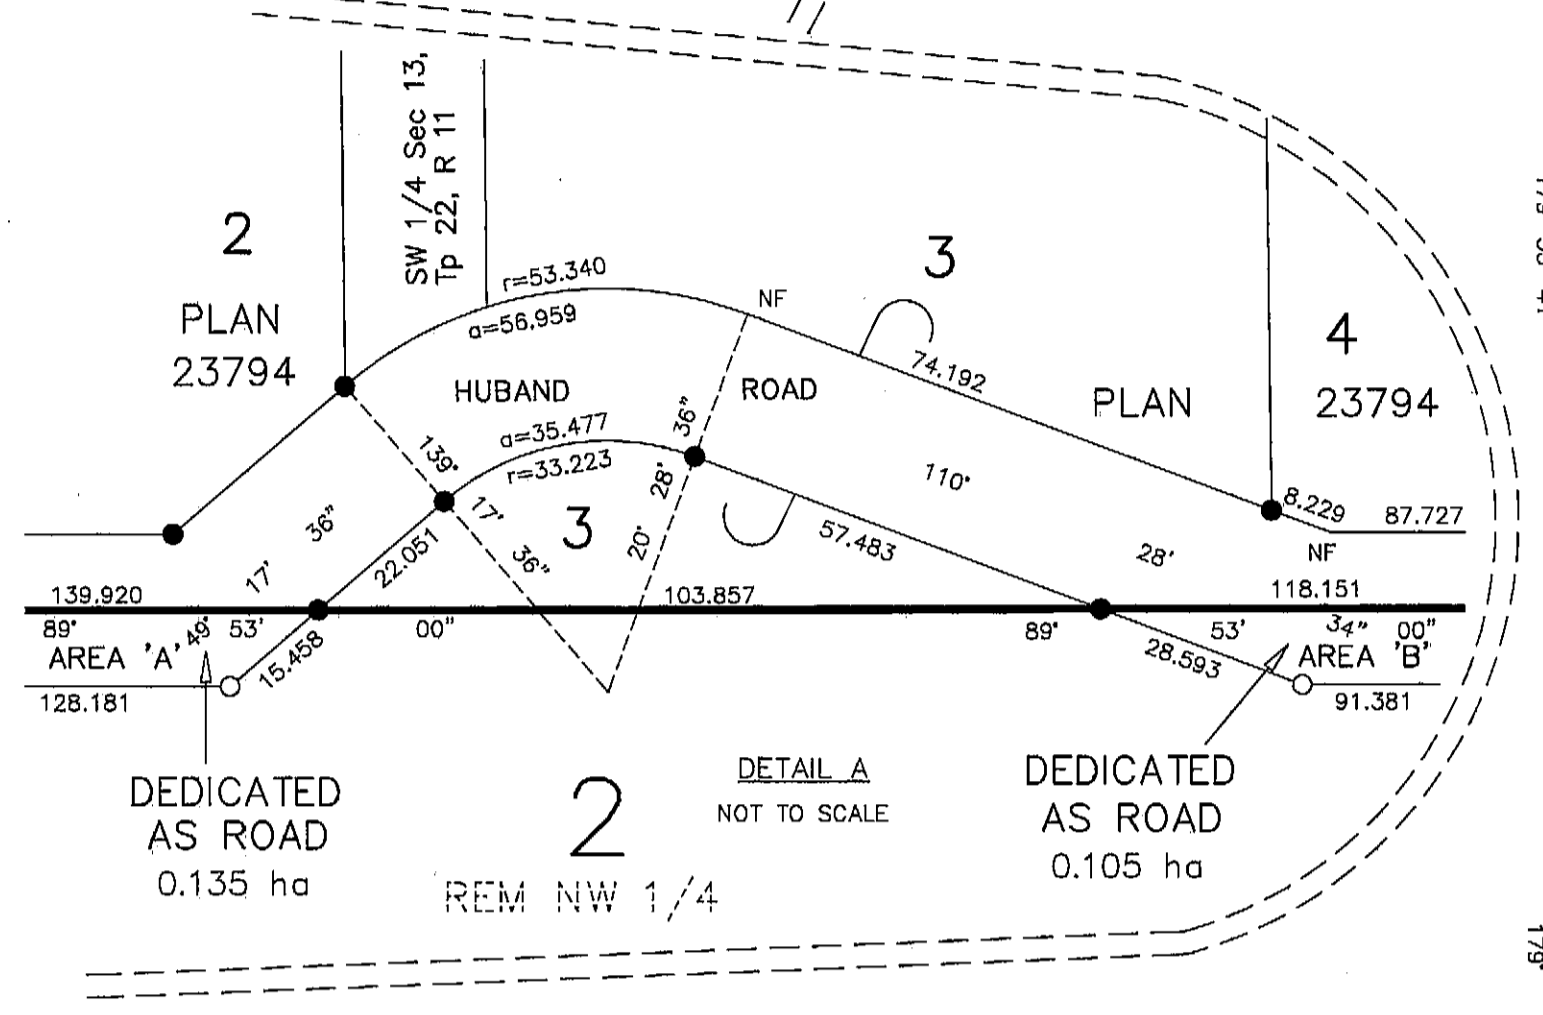 SW 1/4 Sec 13,
Tp 22, R 11
2
PLAN
23794
r=53.340
a=56.959
NF
3
74.192
4
PLAN
23794
HUBAND
ROAD
a=35.477
r=33.223
139°
17'
36"
36"
28'
20'
3
110°
28'
34"
8.229
87.727
NF
49°
17'
36"
22.051
57.483
139.920
103.857
118.151
89°
53'
00"
89°
53'
00"
AREA 'A'
15.458
28.593
AREA 'B'
128.181
91.381
DEDICATED
AS ROAD
0.135 ha
DETAIL A
NOT TO SCALE
DEDICATED
AS ROAD
0.105 ha
2
REM NW 1/4
179°